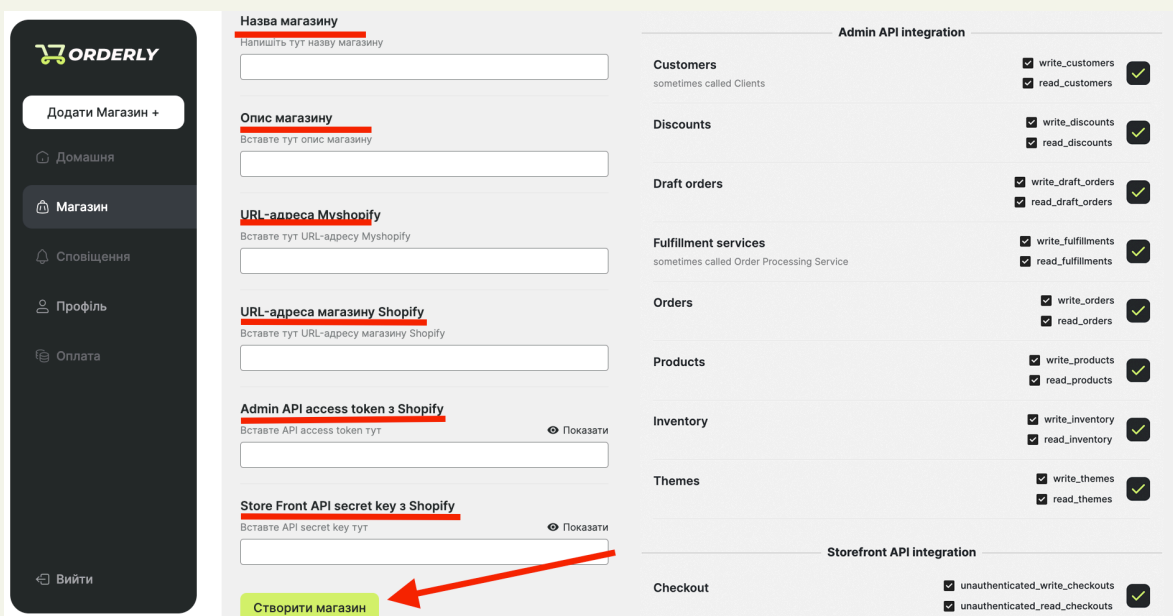 ORDERLY
Додати Магазин +
Домашня
Магазин
Сповіщення
Профіль
Оплата
Вийти
Назва магазину
Напишіть тут назву магазину
Опис магазину
Вставте тут опис магазину
URL-адреса Myshopify
Вставте тут URL-адресу Myshopify
URL-адреса магазину Shopify
Вставте тут URL-адресу магазину Shopify
Admin API access token з Shopify
Вставте API access token тут
Показати
Store Front API secret key з Shopify
Вставте API secret key тут
Показати
Створити магазин
Admin API integration
Customers
sometimes called Clients
write_customers
read_customers
Discounts
write_discounts
read_discounts
Draft orders
write_draft_orders
read_draft_orders
Fulfillment services
sometimes called Order Processing Service
write_fulfillments
read_fulfillments
Orders
write_orders
read_orders
Products
write_products
read_products
Inventory
write_inventory
read_inventory
Themes
write_themes
read_themes
Storefront API integration
Checkout
unauthenticated_write_checkouts
unauthenticated_read_checkouts